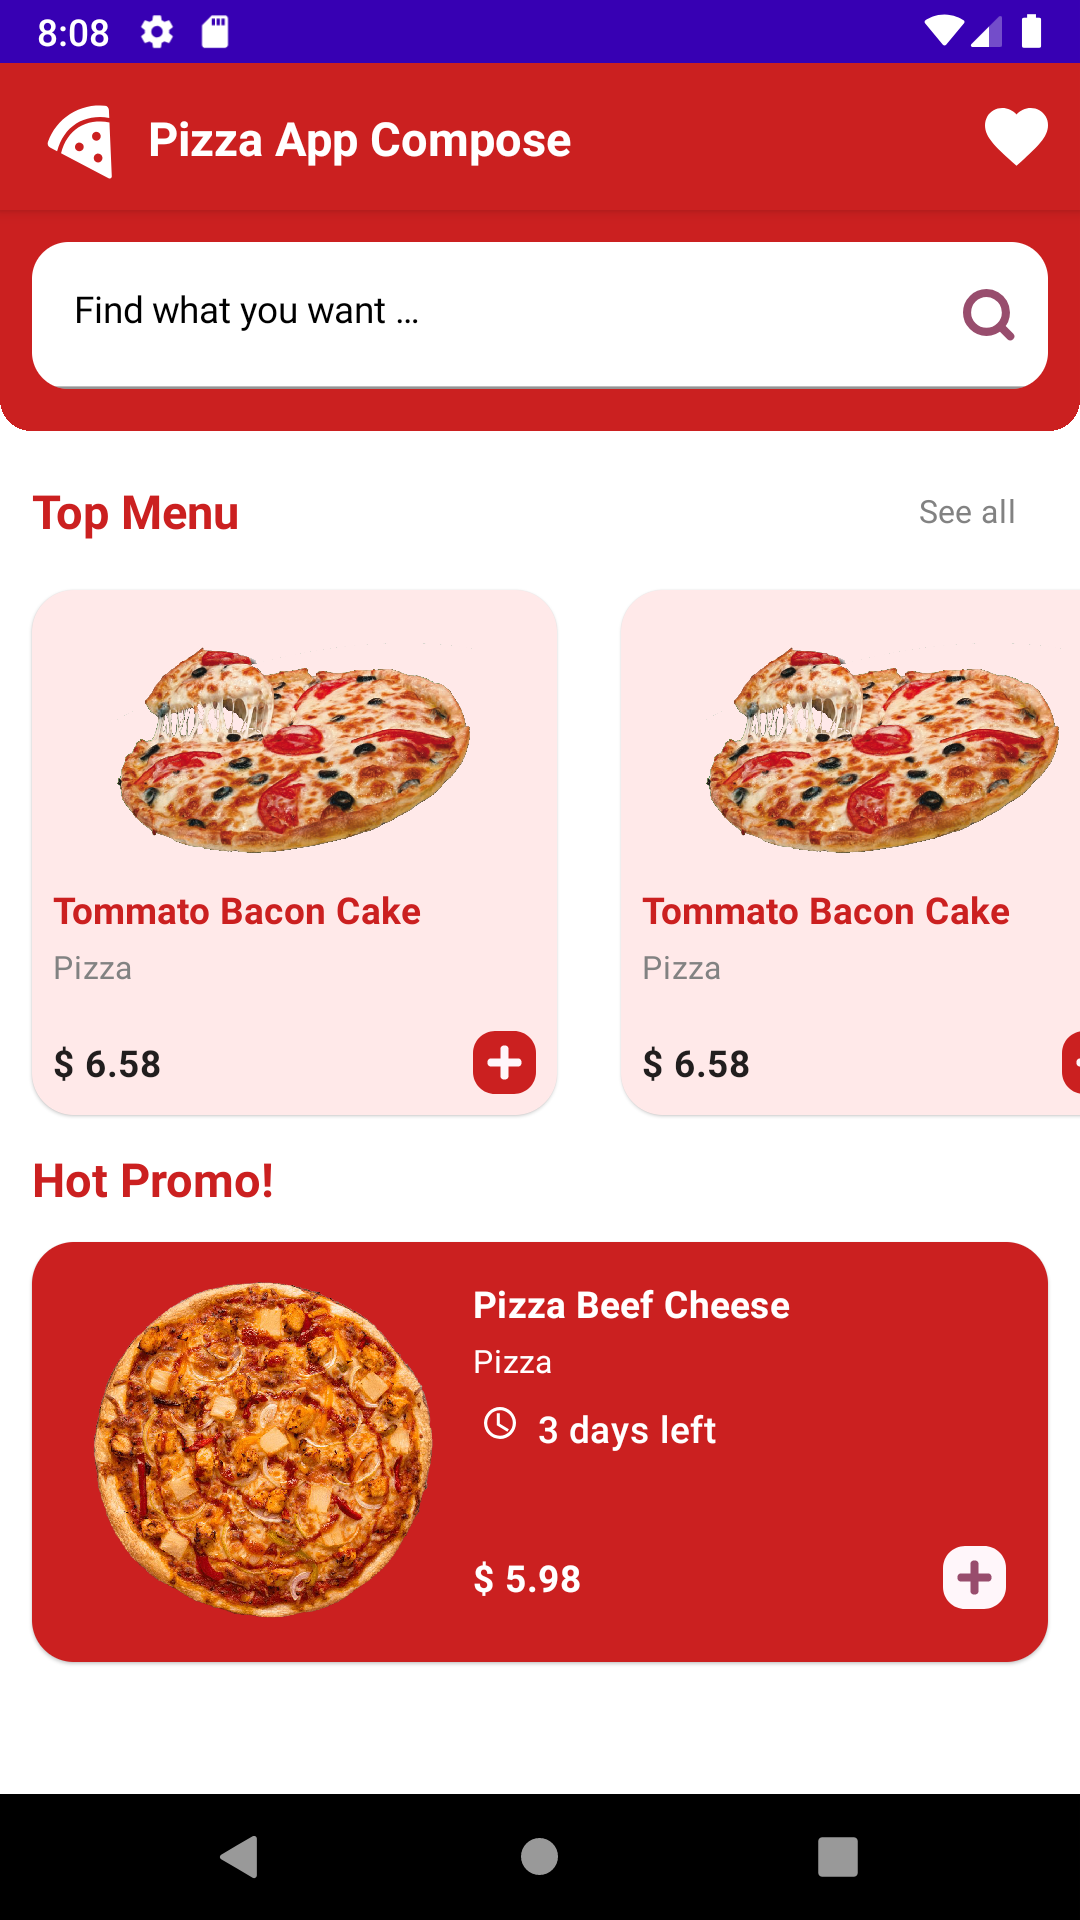 8:08
Pizza App Compose
Find what you want ...
Top Menu
See all
Tommato Bacon Cake
Pizza
$ 6.58
Tommato Bacon Cake
Pizza
$ 6.58
Hot Promo!
Pizza Beef Cheese
Pizza
3 days left
$ 5.98